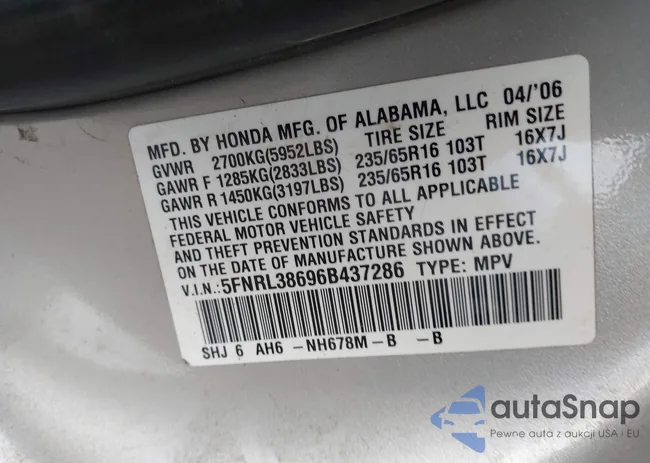 MFD. BY HONDA MFG. OF ALABAMA, LLC 04/'06
GVWR 2700KG(5952LBS) TIRE SIZE RIM SIZE
GAWR F 1285KG(2833LBS) 235/65R16 103T 16X7J
GAWR R 1450KG(3197LBS) 235/65R16 103T 16X7J
THIS VEHICLE CONFORMS TO ALL APPLICABLE
FEDERAL MOTOR VEHICLE SAFETY
AND THEFT PREVENTION STANDARDS IN EFFECT
ON THE DATE OF MANUFACTURE SHOWN ABOVE.
V.I.N.:5FNRL38696B437286 TYPE: MPV
SHJ 6 AH6 -NH678M-B -B
autaSnap
Pewne auta z aukcji USA i EU